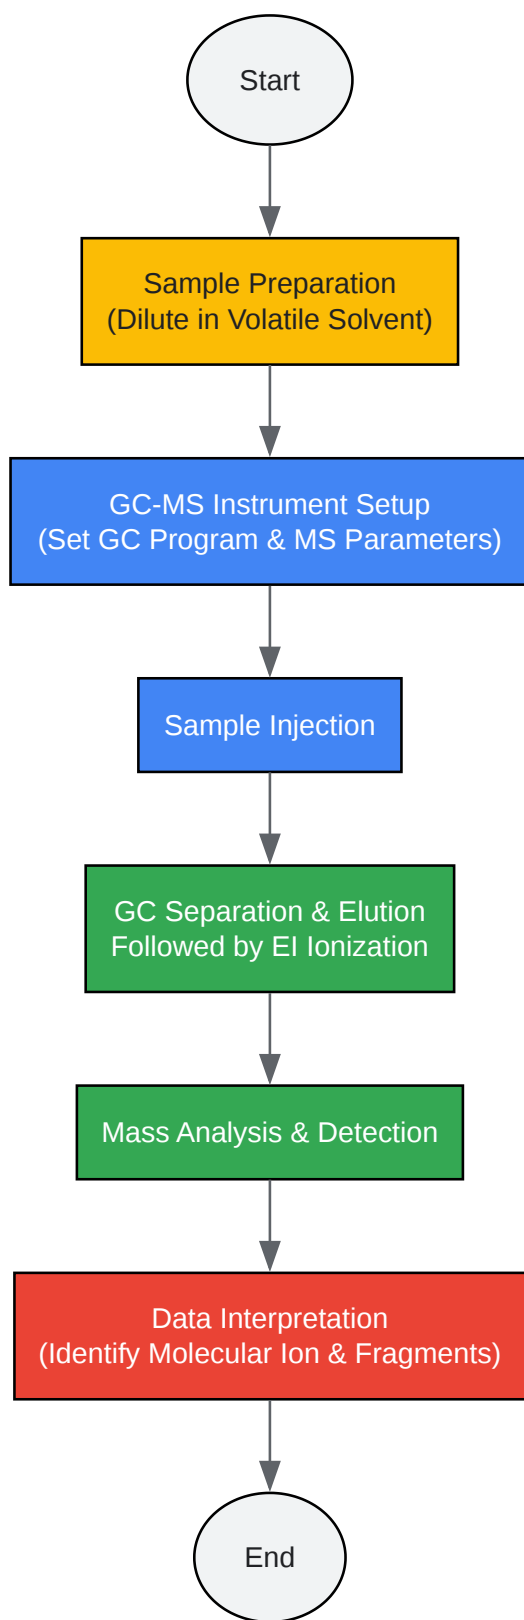 Start
Sample Preparation
(Dilute in Volatile Solvent)
GC-MS Instrument Setup
(Set GC Program & MS Parameters)
Sample Injection
GC Separation & Elution
Followed by EI Ionization
Mass Analysis & Detection
Data Interpretation
(Identify Molecular Ion & Fragments)
End